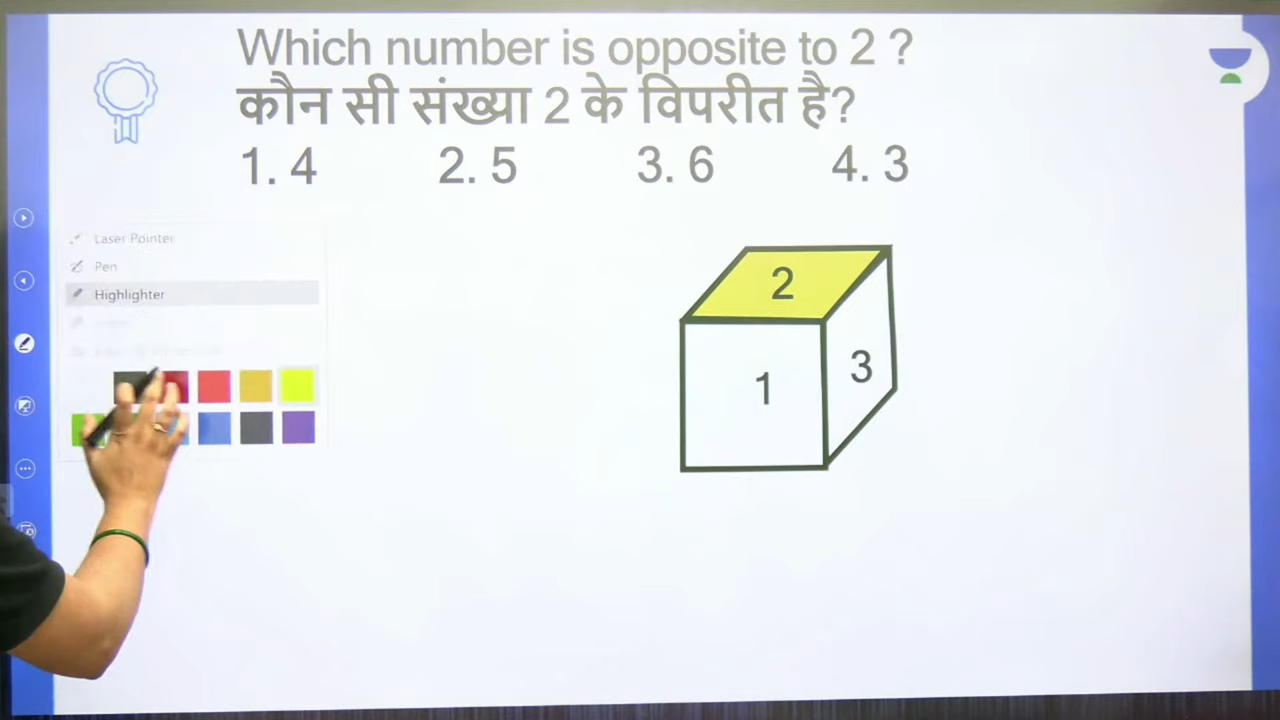 Which number is opposite to 2 ?
कौन सी संख्या 2 के विपरीत है?
1. 4 2. 5 3. 6 4. 3
Laser Pointer
Pen
Highlighter
2
1
3